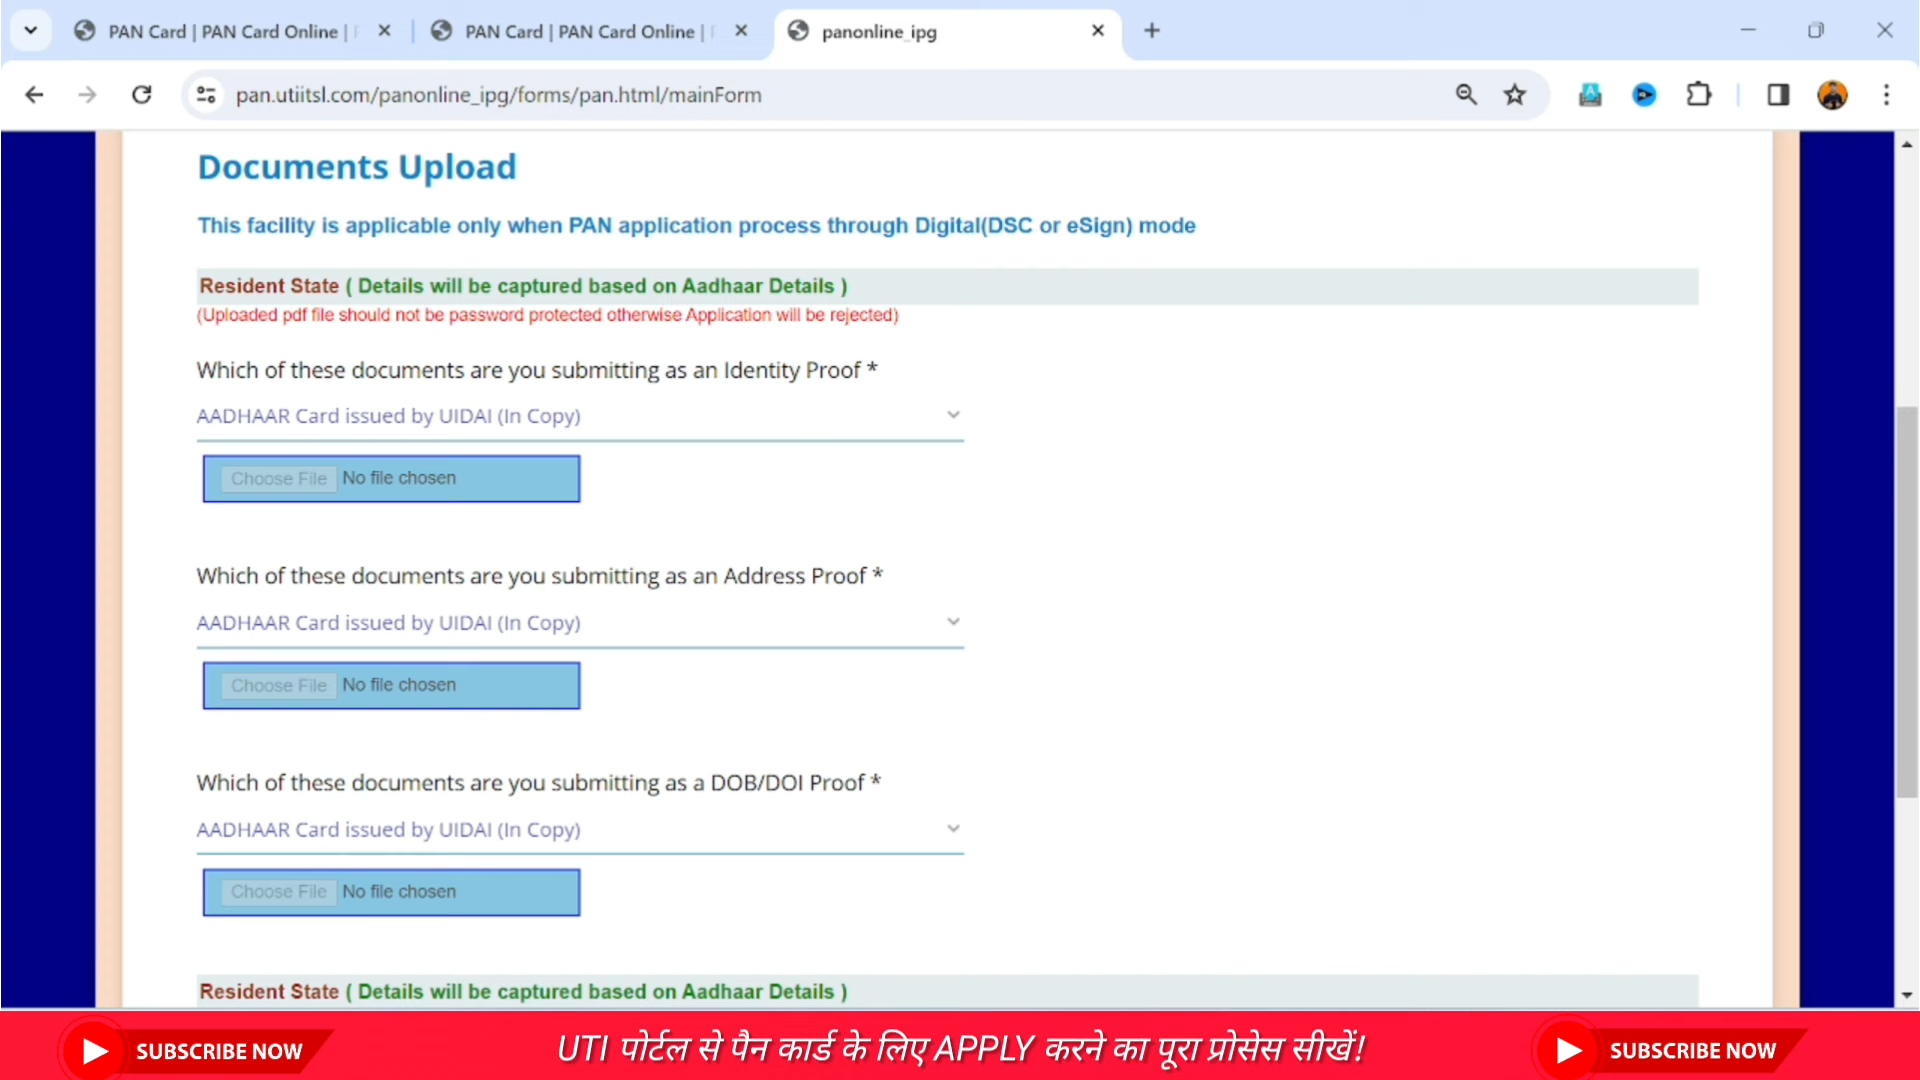 PAN Card | PAN Card Online |
PAN Card | PAN Card Online |
panonline_ipg
pan.utiitsl.com/panonline_ipg/forms/pan.html/mainForm
Documents Upload
This facility is applicable only when PAN application process through Digital(DSC or eSign) mode
Resident State ( Details will be captured based on Aadhaar Details )
(Uploaded pdf file should not be password protected otherwise Application will be rejected)
Which of these documents are you submitting as an Identity Proof *
AADHAAR Card issued by UIDAI (In Copy)
Choose File No file chosen
Which of these documents are you submitting as an Address Proof *
AADHAAR Card issued by UIDAI (In Copy)
Choose File No file chosen
Which of these documents are you submitting as a DOB/DOI Proof *
AADHAAR Card issued by UIDAI (In Copy)
Choose File No file chosen
Resident State ( Details will be captured based on Aadhaar Details )
SUBSCRIBE NOW
UTI पोर्टल से पैन कार्ड के लिए APPLY करने का पूरा प्रोसेस सीखें!
SUBSCRIBE NOW